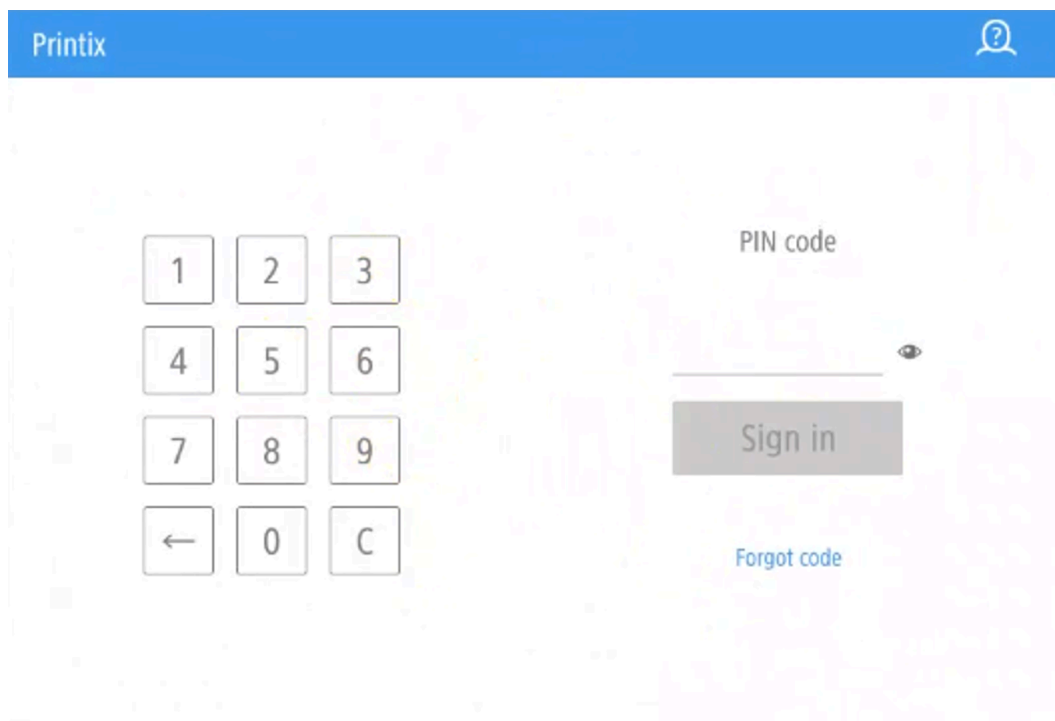 Printix
?
PIN code
1 2 3
4 5 6
7 8 9
← 0 C
Sign in
Forgot code